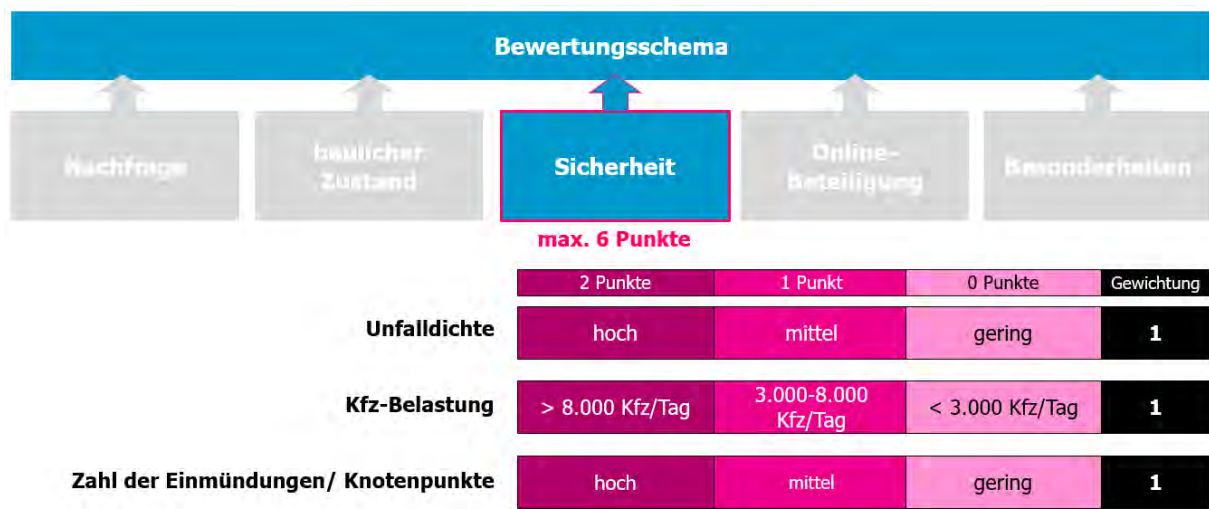 Bewertungsschema
Nachfrage
baulicher
Zustand
Sicherheit
Online-
Beteiligung
Besonderheiten
max. 6 Punkte
2 Punkte 1 Punkt 0 Punkte Gewichtung
Unfalldichte hoch mittel gering 1
Kfz-Belastung > 8.000 Kfz/Tag 3.000-8.000
Kfz/Tag < 3.000 Kfz/Tag 1
Zahl der Einmündungen/ Knotenpunkte hoch mittel gering 1